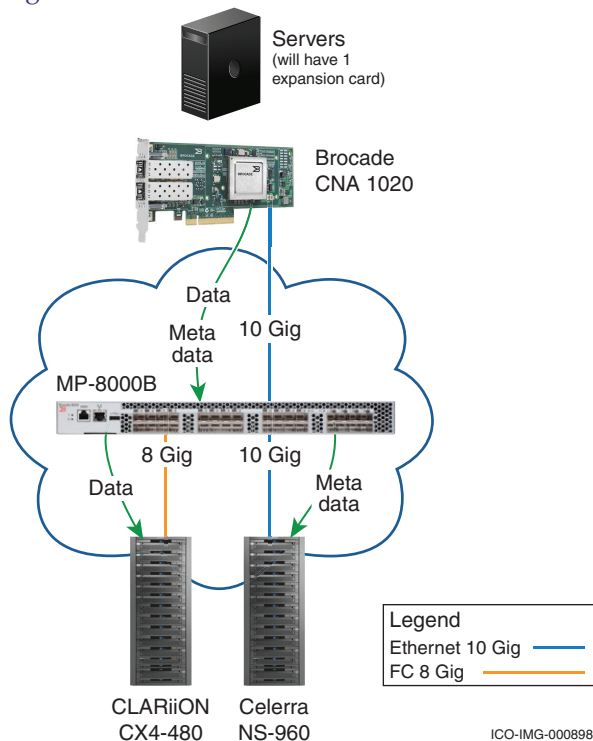 Servers
(will have 1
expansion card)
Brocade
CNA 1020
BROCADE
Data
Meta
data
10 Gig
MP-8000B
8 Gig
10 Gig
Data
Meta
data
CLARiiON
CX4-480
Celerra
NS-960
Legend
Ethernet 10 Gig
FC 8 Gig
ICO-IMG-000898